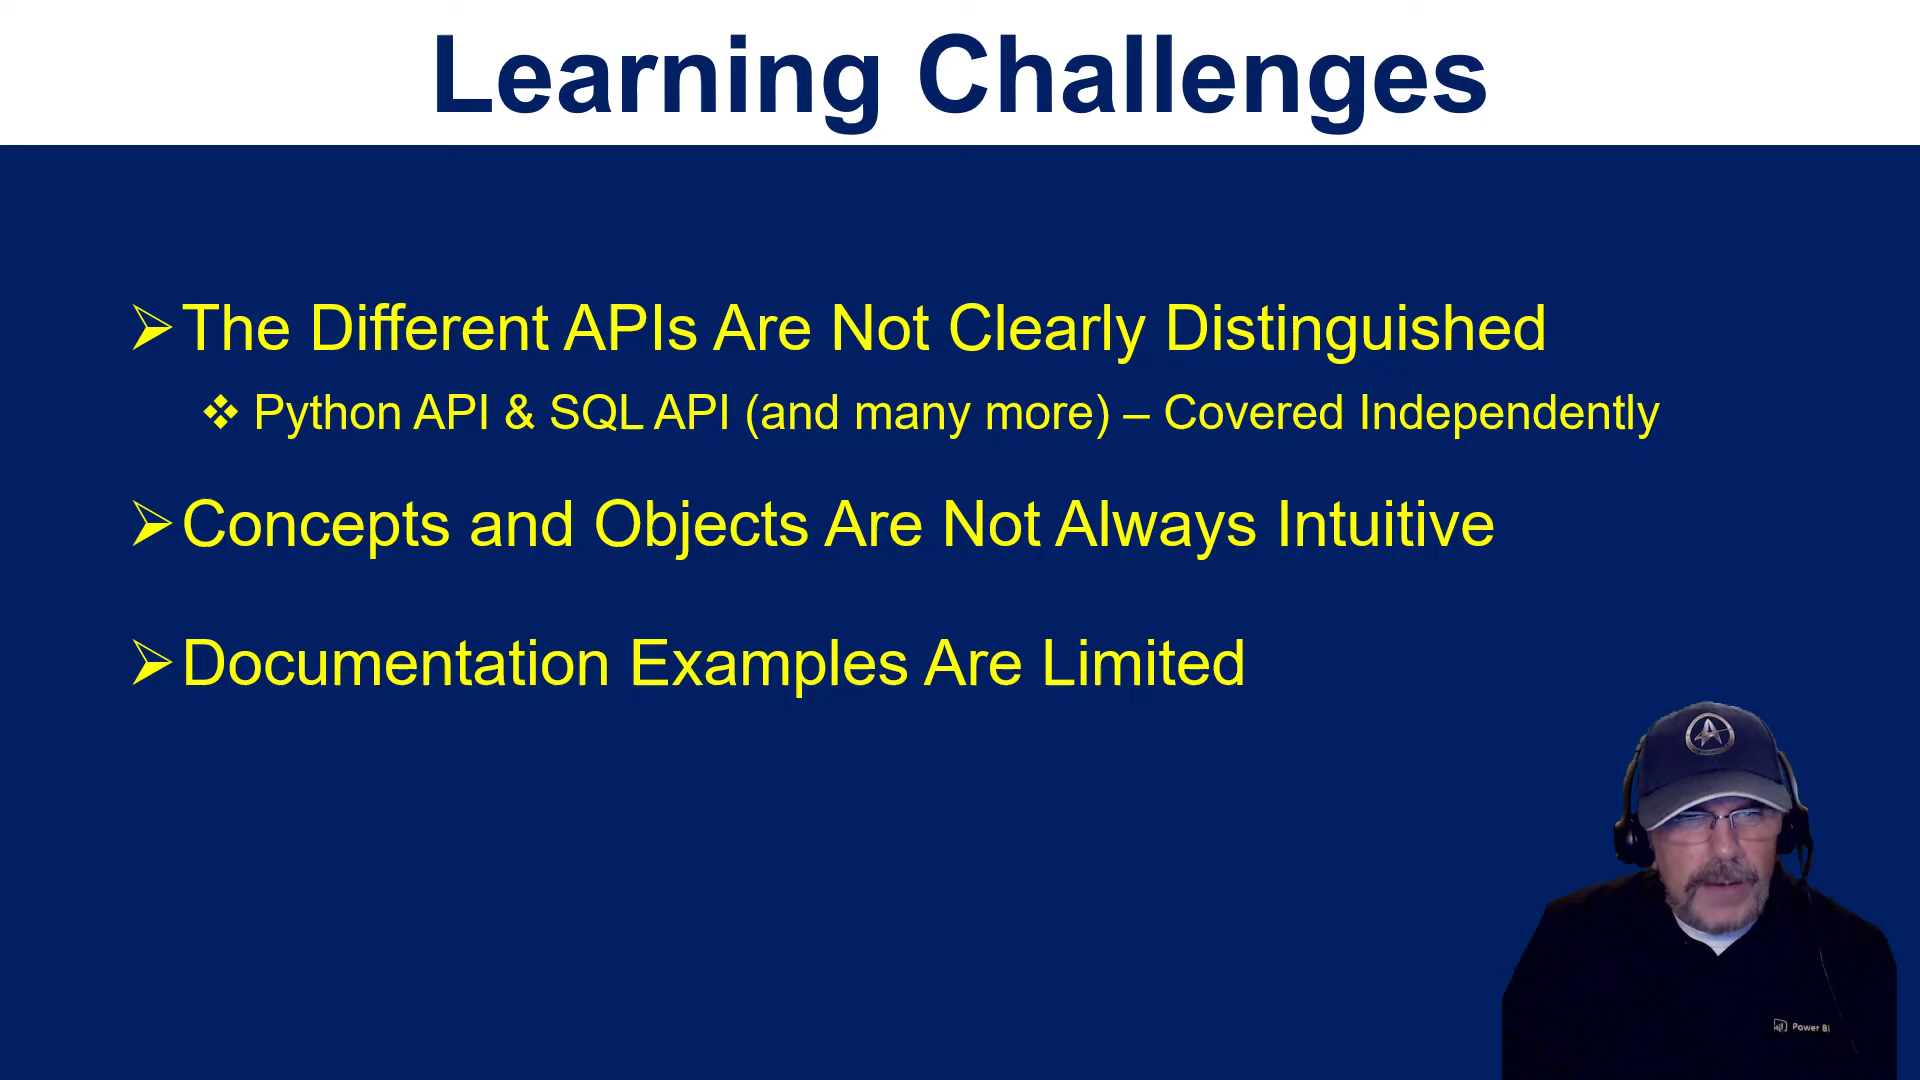 Learning Challenges
The Different APIs Are Not Clearly Distinguished
Python API & SQL API (and many more) – Covered Independently
Concepts and Objects Are Not Always Intuitive
Documentation Examples Are Limited
Power BI